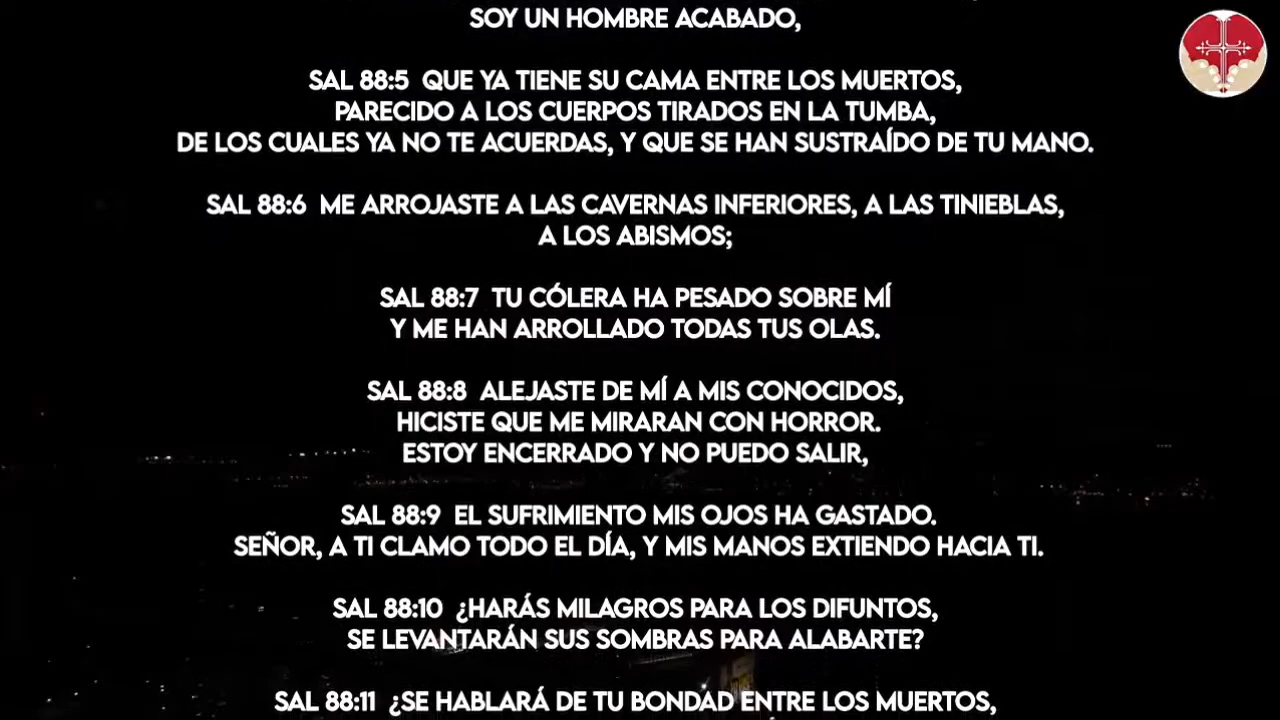 SOY UN HOMBRE ACABADO,
SAL 88:5 QUE YA TIENE SU CAMA ENTRE LOS MUERTOS,
PARECIDO A LOS CUERPOS TIRADOS EN LA TUMBA,
DE LOS CUALES YA NO TE ACUERDAS, Y QUE SE HAN SUSTRAÍDO DE TU MANO.
SAL 88:6 ME ARROJASTE A LAS CAVERNAS INFERIORES, A LAS TINIEBLAS,
A LOS ABISMOS;
SAL 88:7 TU CÓLERA HA PESADO SOBRE MÍ
Y ME HAN ARROLLADO TODAS TUS OLAS.
SAL 88:8 ALEJASTE DE MÍ A MIS CONOCIDOS,
HICISTE QUE ME MIRARAN CON HORROR.
ESTOY ENCERRADO Y NO PUEDO SALIR,
SAL 88:9 EL SUFRIMIENTO MIS OJOS HA GASTADO.
SEÑOR, A TI CLAMO TODO EL DÍA, Y MIS MANOS EXTIENDO HACIA TI.
SAL 88:10 ¿HARÁS MILAGROS PARA LOS DIFUNTOS,
SE LEVANTARÁN SUS SOMBRAS PARA ALABARTE?
SAL 88:11 ¿SE HABLARÁ DE TU BONDAD ENTRE LOS MUERTOS,